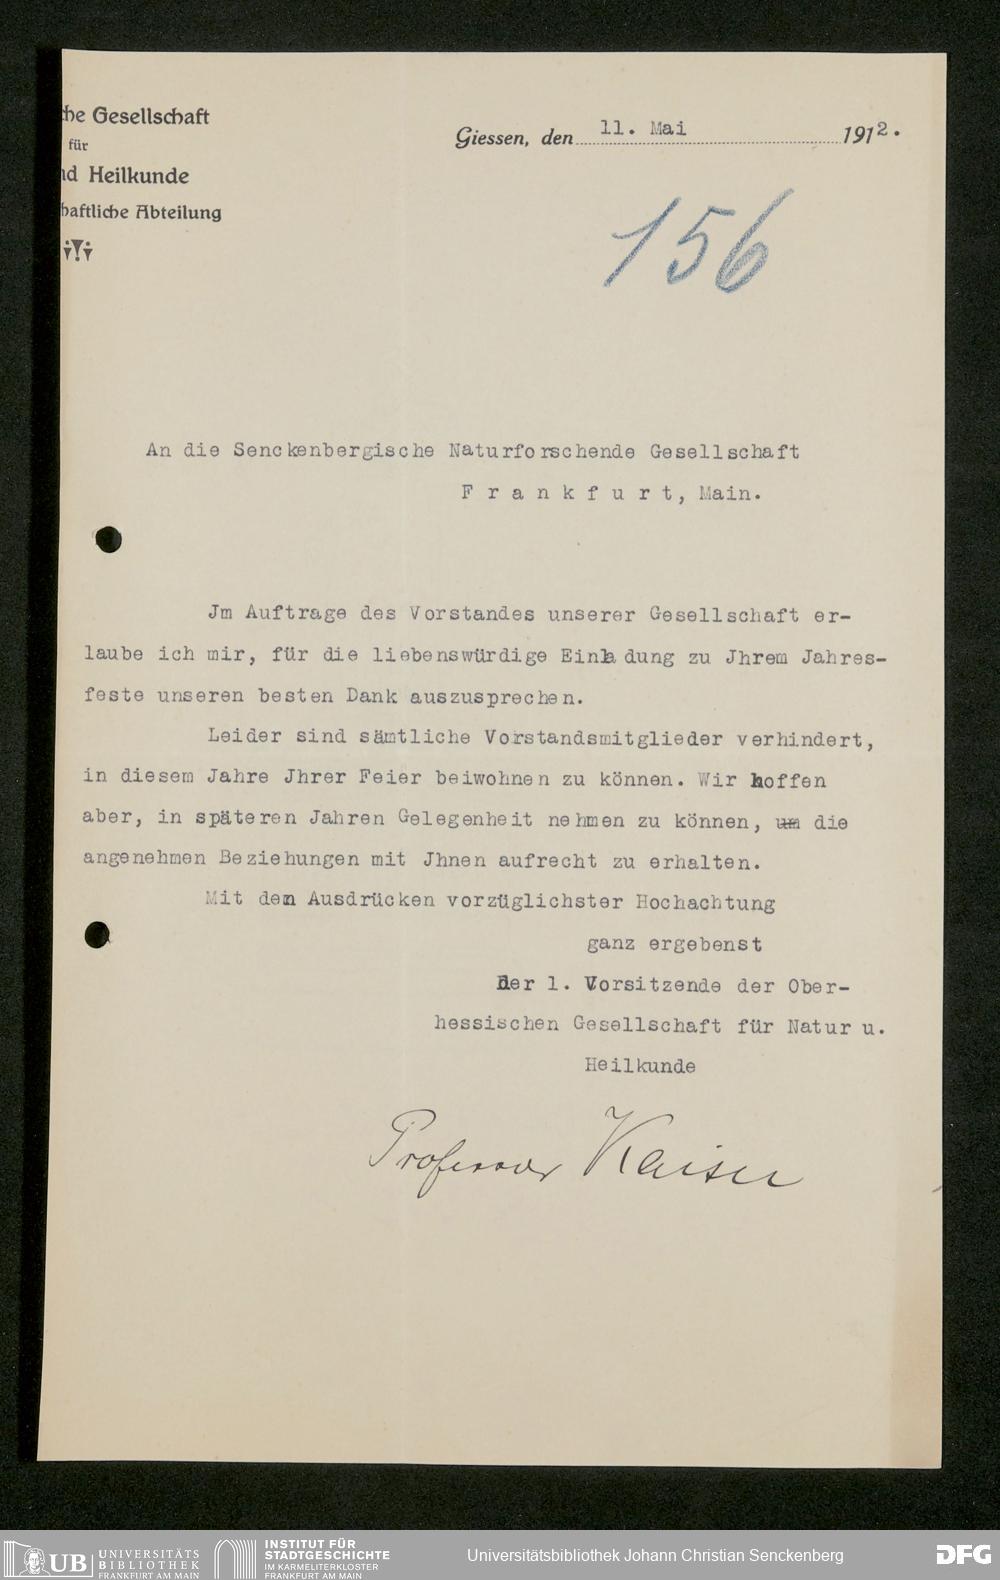 che Gesellschaft
für
nd Heilkunde
haftliche Abteilung
Giessen, den 11. Mai 1912.
156
An die Senckenbergische Naturforschende Gesellschaft
F r a n k f u r t, Main.
Jm Auftrage des Vorstandes unserer Gesellschaft er-
laube ich mir, für die liebenswürdige Einladung zu Jhrem Jahres-
feste unseren besten Dank auszusprechen.
Leider sind sämtliche Vorstandsmitglieder verhindert,
in diesem Jahre Jhrer Feier beiwohnen zu können. Wir hoffen
aber, in späteren Jahren Gelegenheit nehmen zu können, um die
angenehmen Beziehungen mit Jhnen aufrecht zu erhalten.
Mit den Ausdrücken vorzüglichster Hochachtung
ganz ergebenst
Der 1. Vorsitzende der Ober-
hessischen Gesellschaft für Natur u.
Heilkunde
Professor Kaiser
UB UNIVERSITÄTS BIBLIOTHEK FRANKFURT AM MAIN
INSTITUT FÜR STADTGESCHICHTE IM KARMELITERKLOSTER FRANKFURT AM MAIN
Universitätsbibliothek Johann Christian Senckenberg
DFG